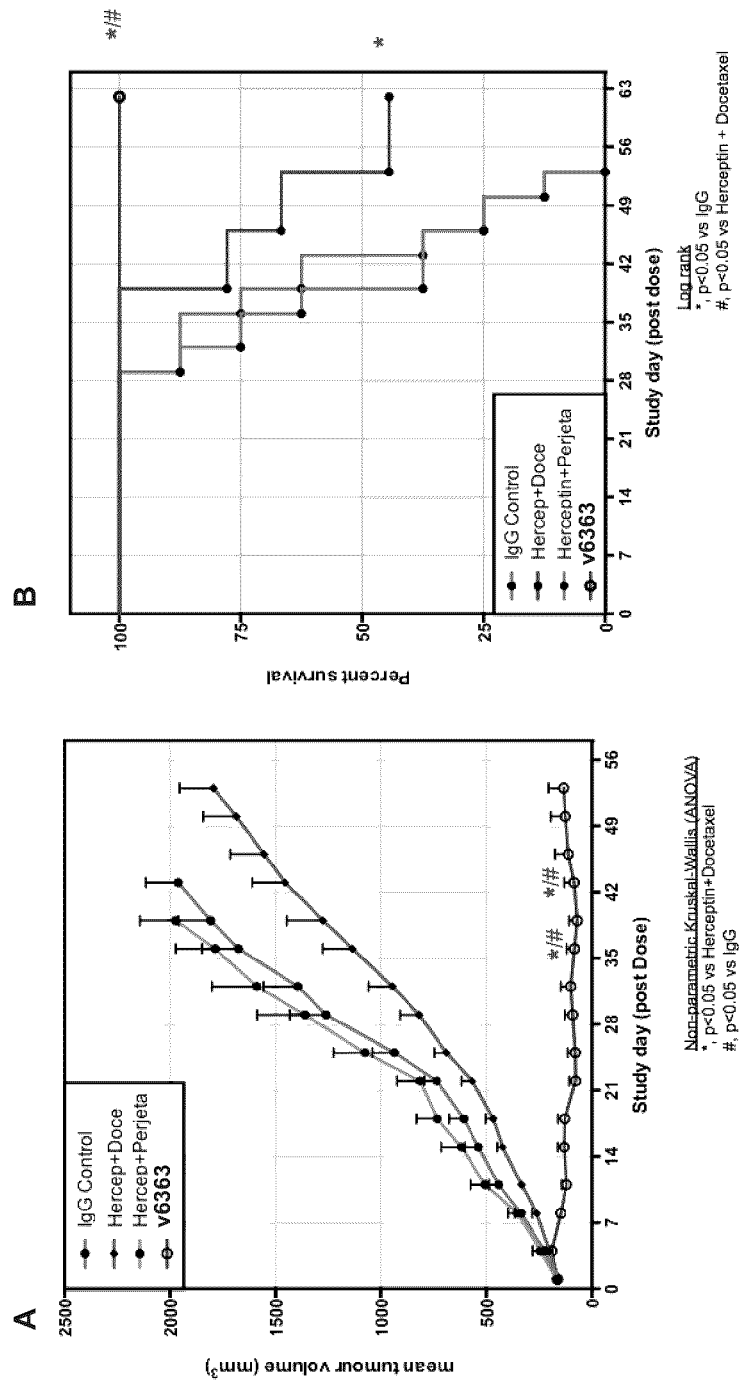 A
mean tumour volume (mm³)
2500
2000
1500
1000
500
0
IgG Control
Hercep+Doce
Hercep+Perjeta
v6363
*/#
*/#
0 7 14 21 28 35 42 49 56
Study day (post Dose)
Non-parametric Kruskal-Wallis (ANOVA)
*, p<0.05 vs Herceptin+Docetaxel
#, p<0.05 vs IgG
B
Percent survival
100
75
50
25
0
*/#
*
IgG Control
Hercep+Doce
Herceptin+Perjeta
v6363
0 7 14 21 28 35 42 49 56 63
Study day (post dose)
Log rank
*, p<0.05 vs IgG
#, p<0.05 vs Herceptin + Docetaxel